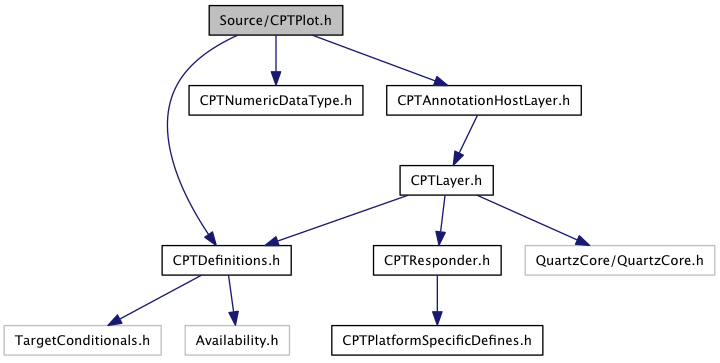 Source/CPTPlot.h
CPTNumericDataType.h
CPTAnnotationHostLayer.h
CPTLayer.h
CPTDefinitions.h
CPTResponder.h
QuartzCore/QuartzCore.h
TargetConditionals.h
Availability.h
CPTPlatformSpecificDefines.h